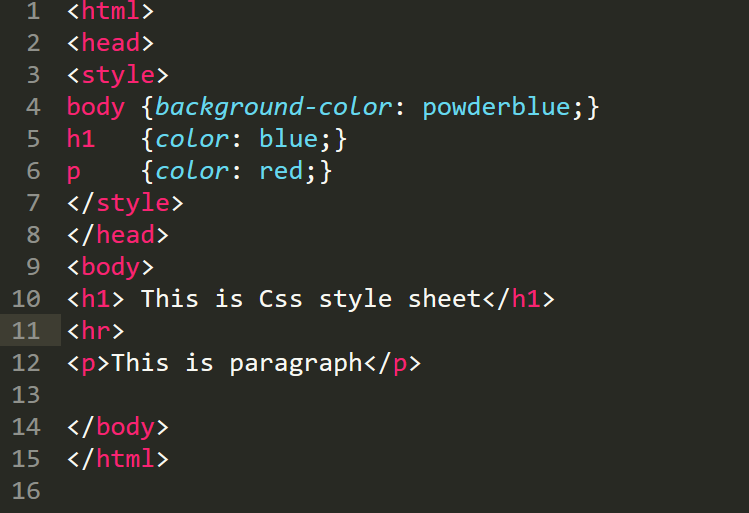 1 <html>
2 <head>
3 <style>
4 body {background-color: powderblue;}
5 h1   {color: blue;}
6 p    {color: red;}
7 </style>
8 </head>
9 <body>
10 <h1> This is Css style sheet</h1>
11 <hr>
12 <p>This is paragraph</p>
13
14 </body>
15 </html>
16